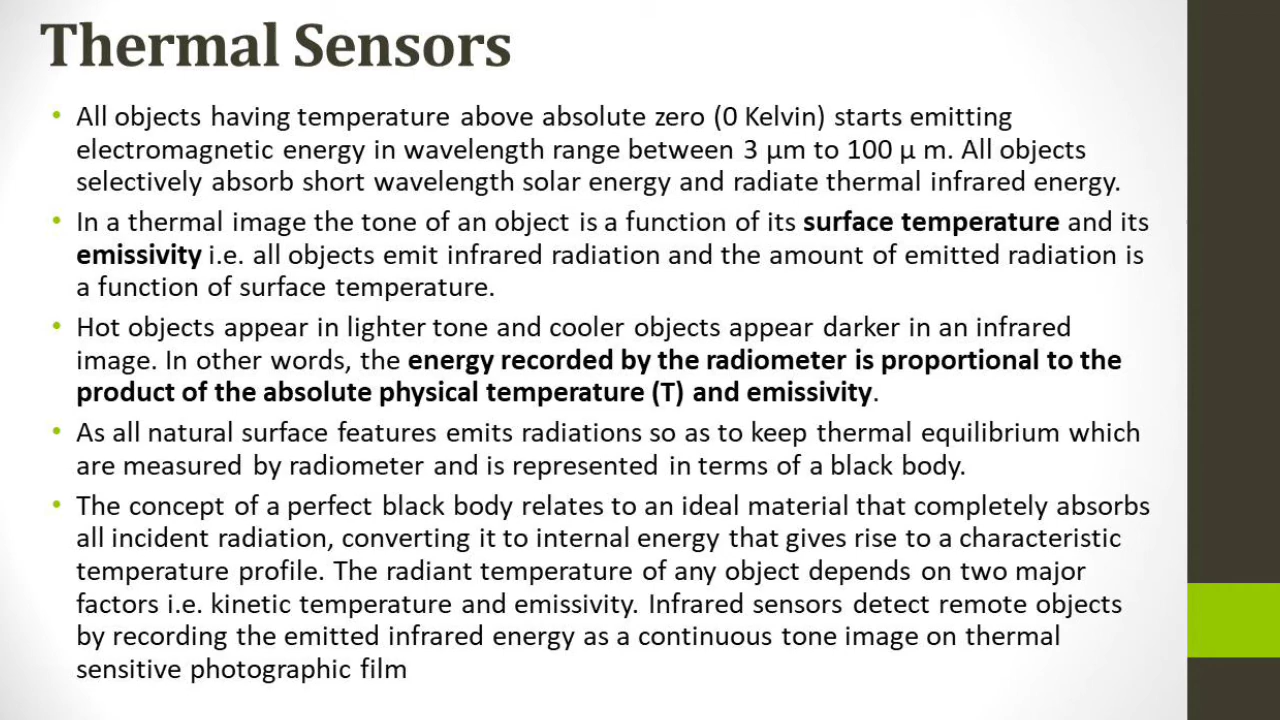 Thermal Sensors
• All objects having temperature above absolute zero (0 Kelvin) starts emitting
electromagnetic energy in wavelength range between 3 µm to 100 µ m. All objects
selectively absorb short wavelength solar energy and radiate thermal infrared energy.
• In a thermal image the tone of an object is a function of its surface temperature and its
emissivity i.e. all objects emit infrared radiation and the amount of emitted radiation is
a function of surface temperature.
• Hot objects appear in lighter tone and cooler objects appear darker in an infrared
image. In other words, the energy recorded by the radiometer is proportional to the
product of the absolute physical temperature (T) and emissivity.
• As all natural surface features emits radiations so as to keep thermal equilibrium which
are measured by radiometer and is represented in terms of a black body.
• The concept of a perfect black body relates to an ideal material that completely absorbs
all incident radiation, converting it to internal energy that gives rise to a characteristic
temperature profile. The radiant temperature of any object depends on two major
factors i.e. kinetic temperature and emissivity. Infrared sensors detect remote objects
by recording the emitted infrared energy as a continuous tone image on thermal
sensitive photographic film